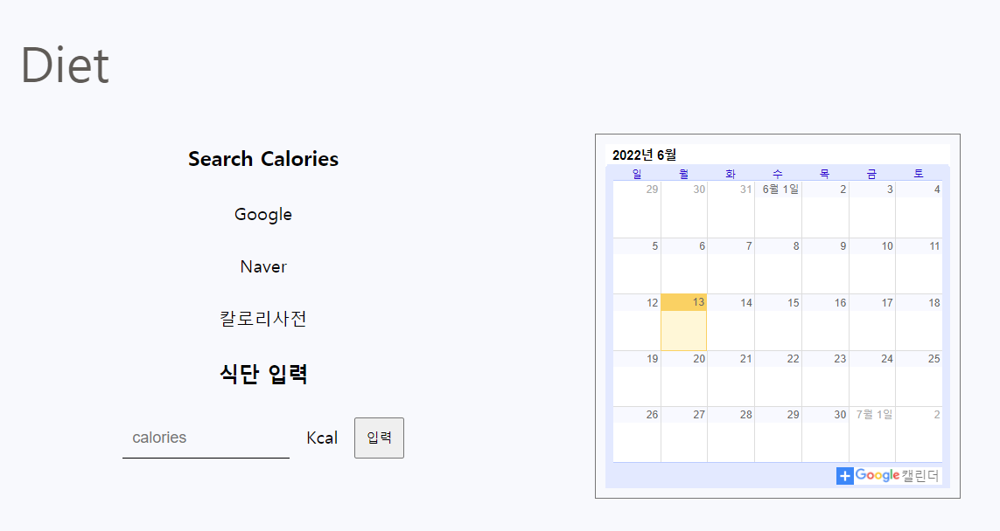 Diet
Search Calories
Google
Naver
칼로리사전
식단 입력
calories Kcal 입력
2022년 6월
일 월 화 수 목 금 토
29 30 31 6월 1일 2 3 4
5 6 7 8 9 10 11
12 13 14 15 16 17 18
19 20 21 22 23 24 25
26 27 28 29 30 7월 1일 2
Google 캘린더